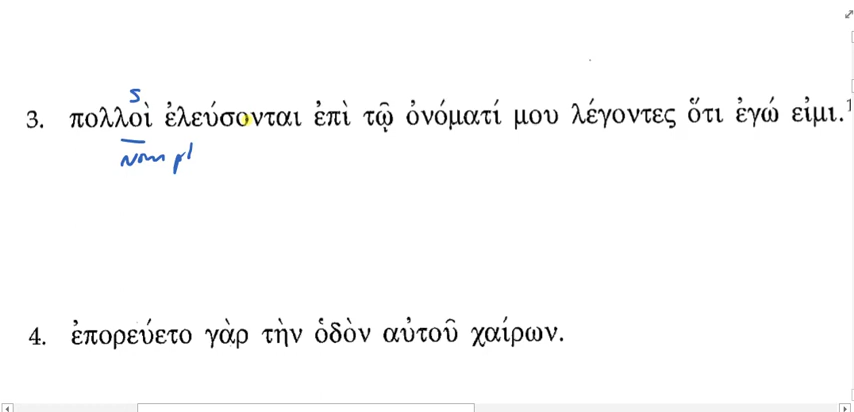 s
3. πολλοὶ ἐλεύσονται ἐπὶ τῷ ὀνόματί μου λέγοντες ὅτι ἐγώ εἰμι.1
Nom pl
4. ἐπορεύετο γὰρ τὴν ὁδὸν αὐτοῦ χαίρων.